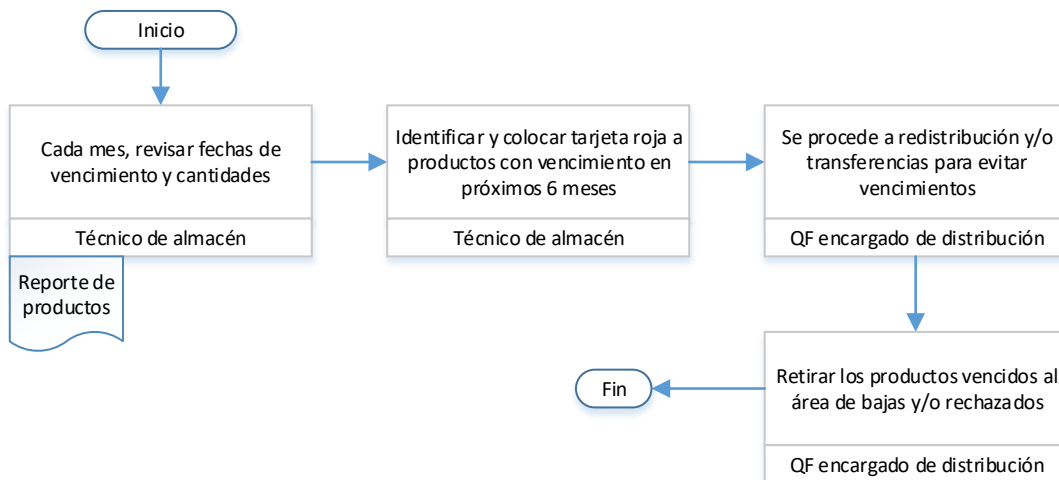 Inicio
Cada mes, revisar fechas de
vencimiento y cantidades
Técnico de almacén
Reporte de
productos
Identificar y colocar tarjeta roja a
productos con vencimiento en
próximos 6 meses
Técnico de almacén
Se procede a redistribución y/o
transferencias para evitar
vencimientos
QF encargado de distribución
Retirar los productos vencidos al
área de bajas y/o rechazados
QF encargado de distribución
Fin